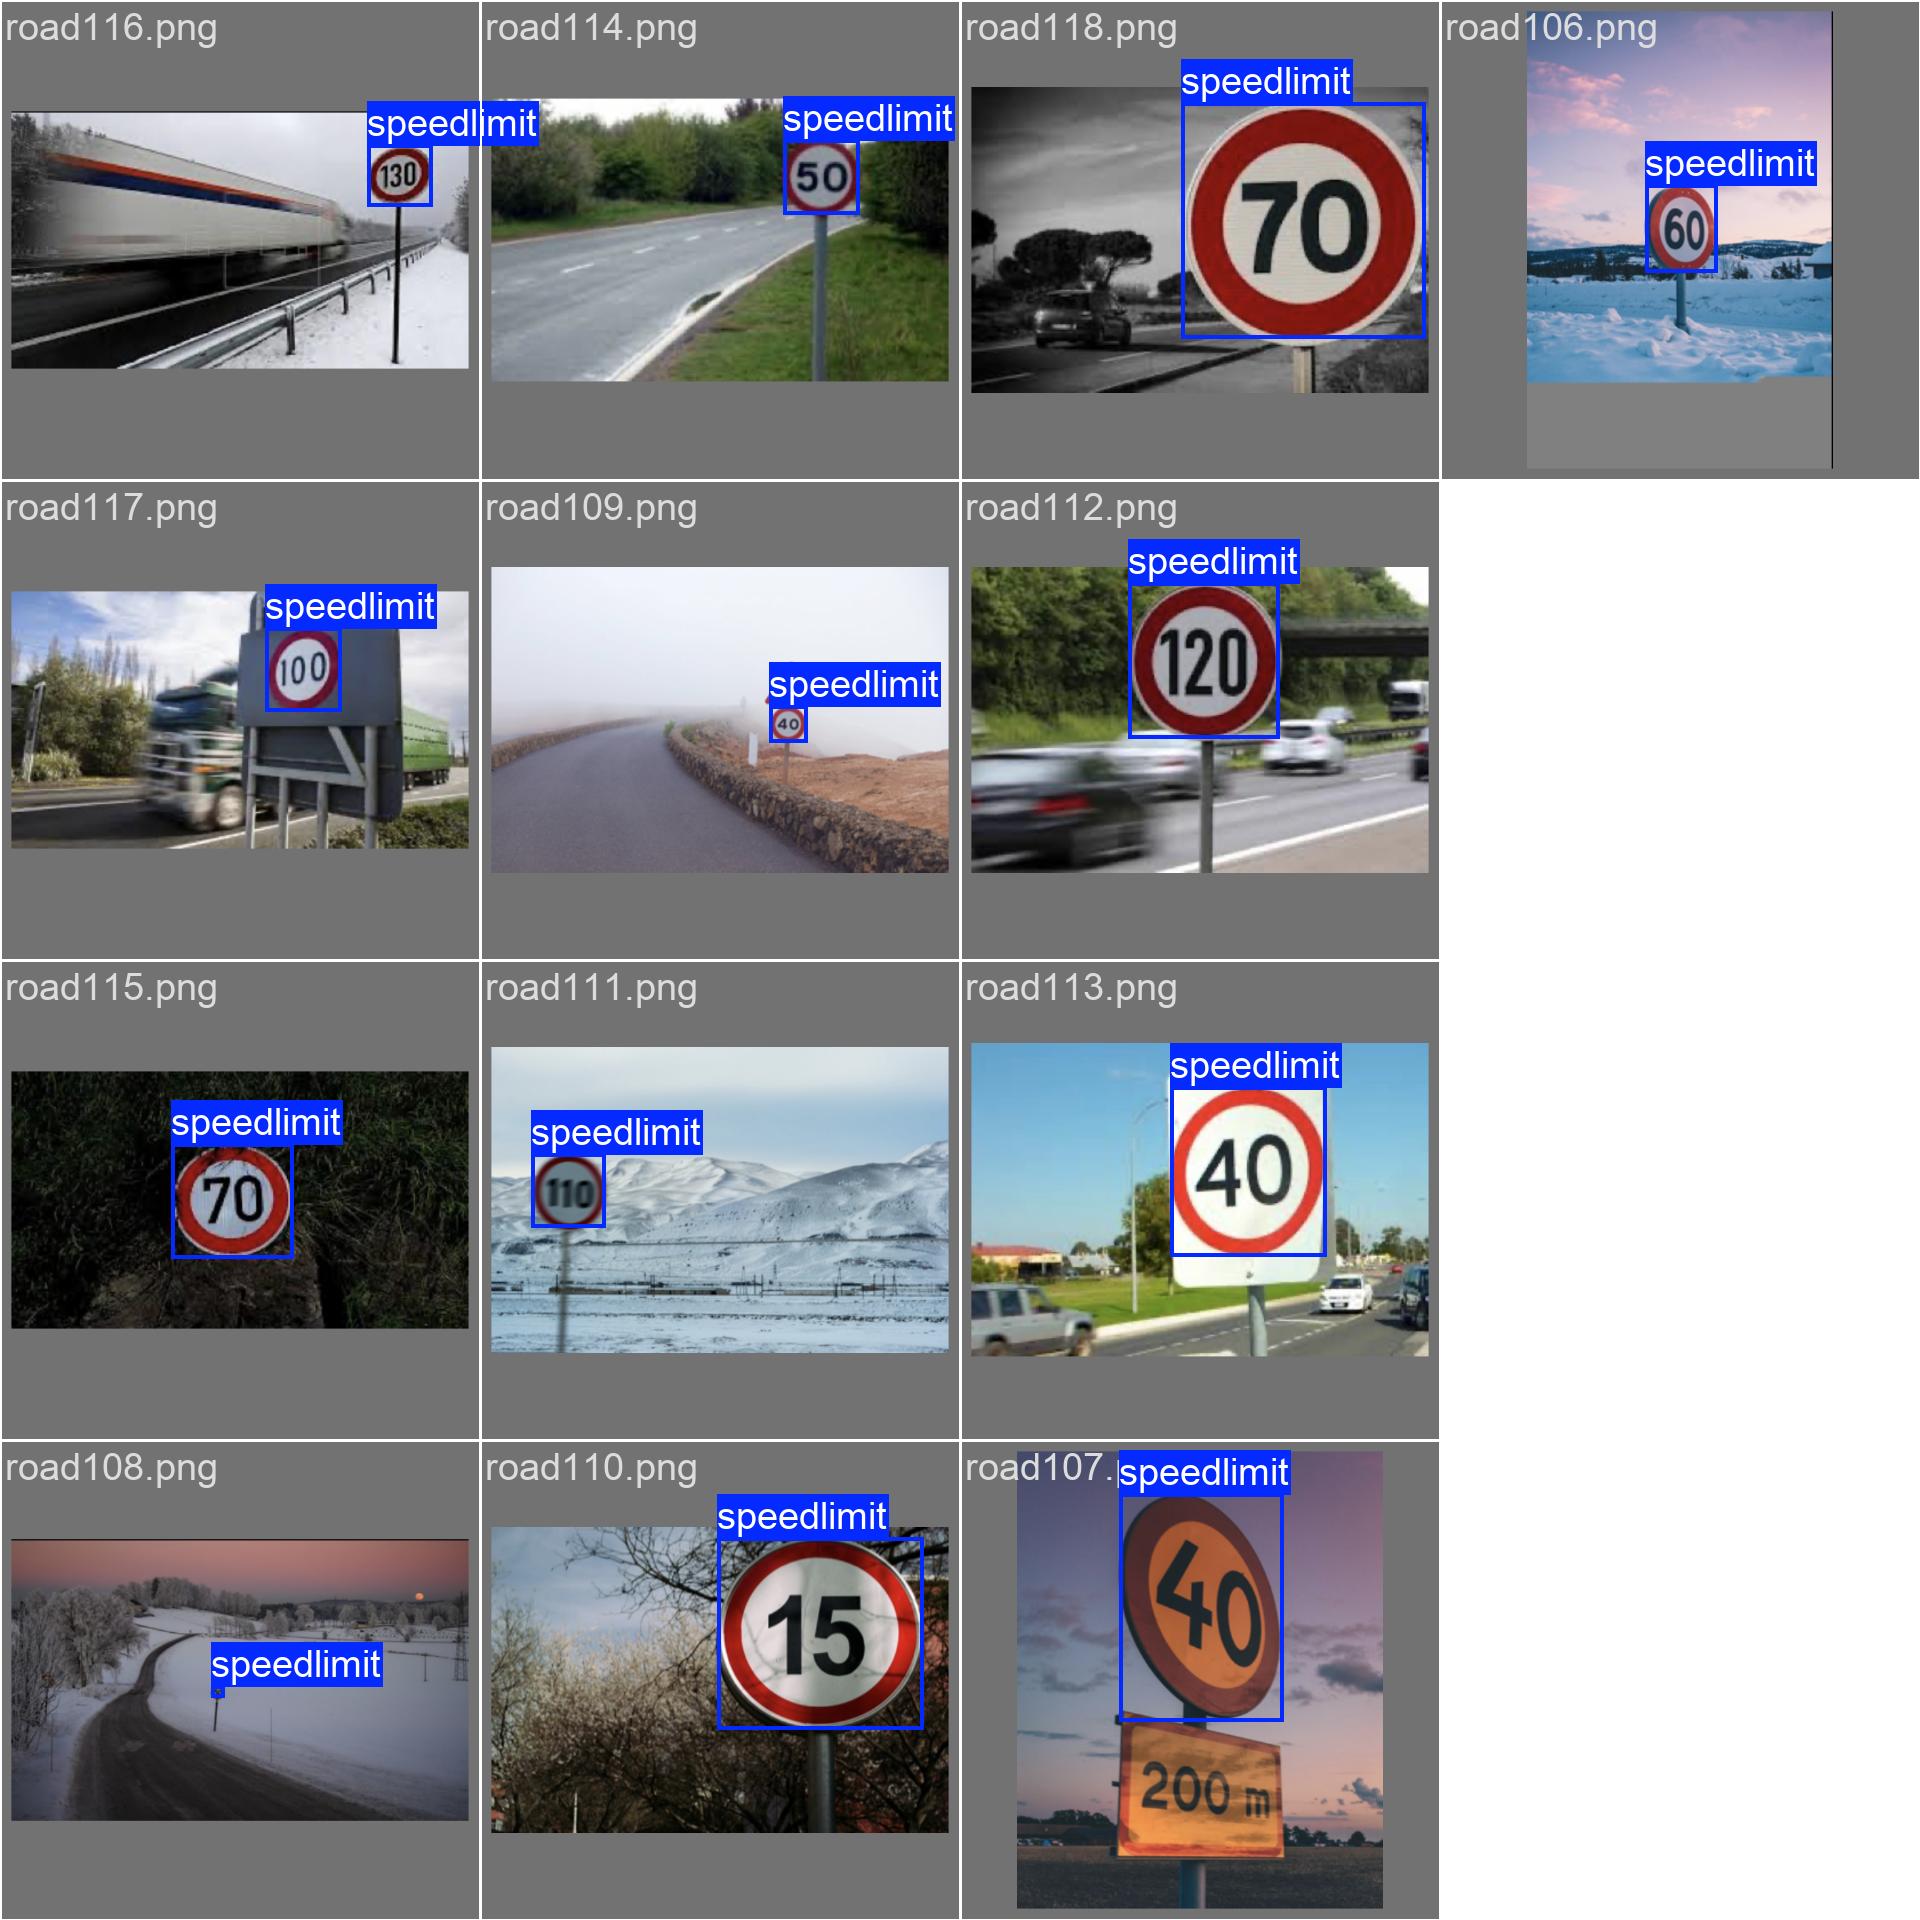 road116.png
speedlimit
130
road114.png
speedlimit
50
road118.png
speedlimit
70
road106.png
speedlimit
60
road117.png
speedlimit
100
road109.png
speedlimit
40
road112.png
speedlimit
120
road115.png
speedlimit
70
road111.png
speedlimit
110
road113.png
speedlimit
40
road108.png
speedlimit
road110.png
speedlimit
15
road107.
speedlimit
40
200 m